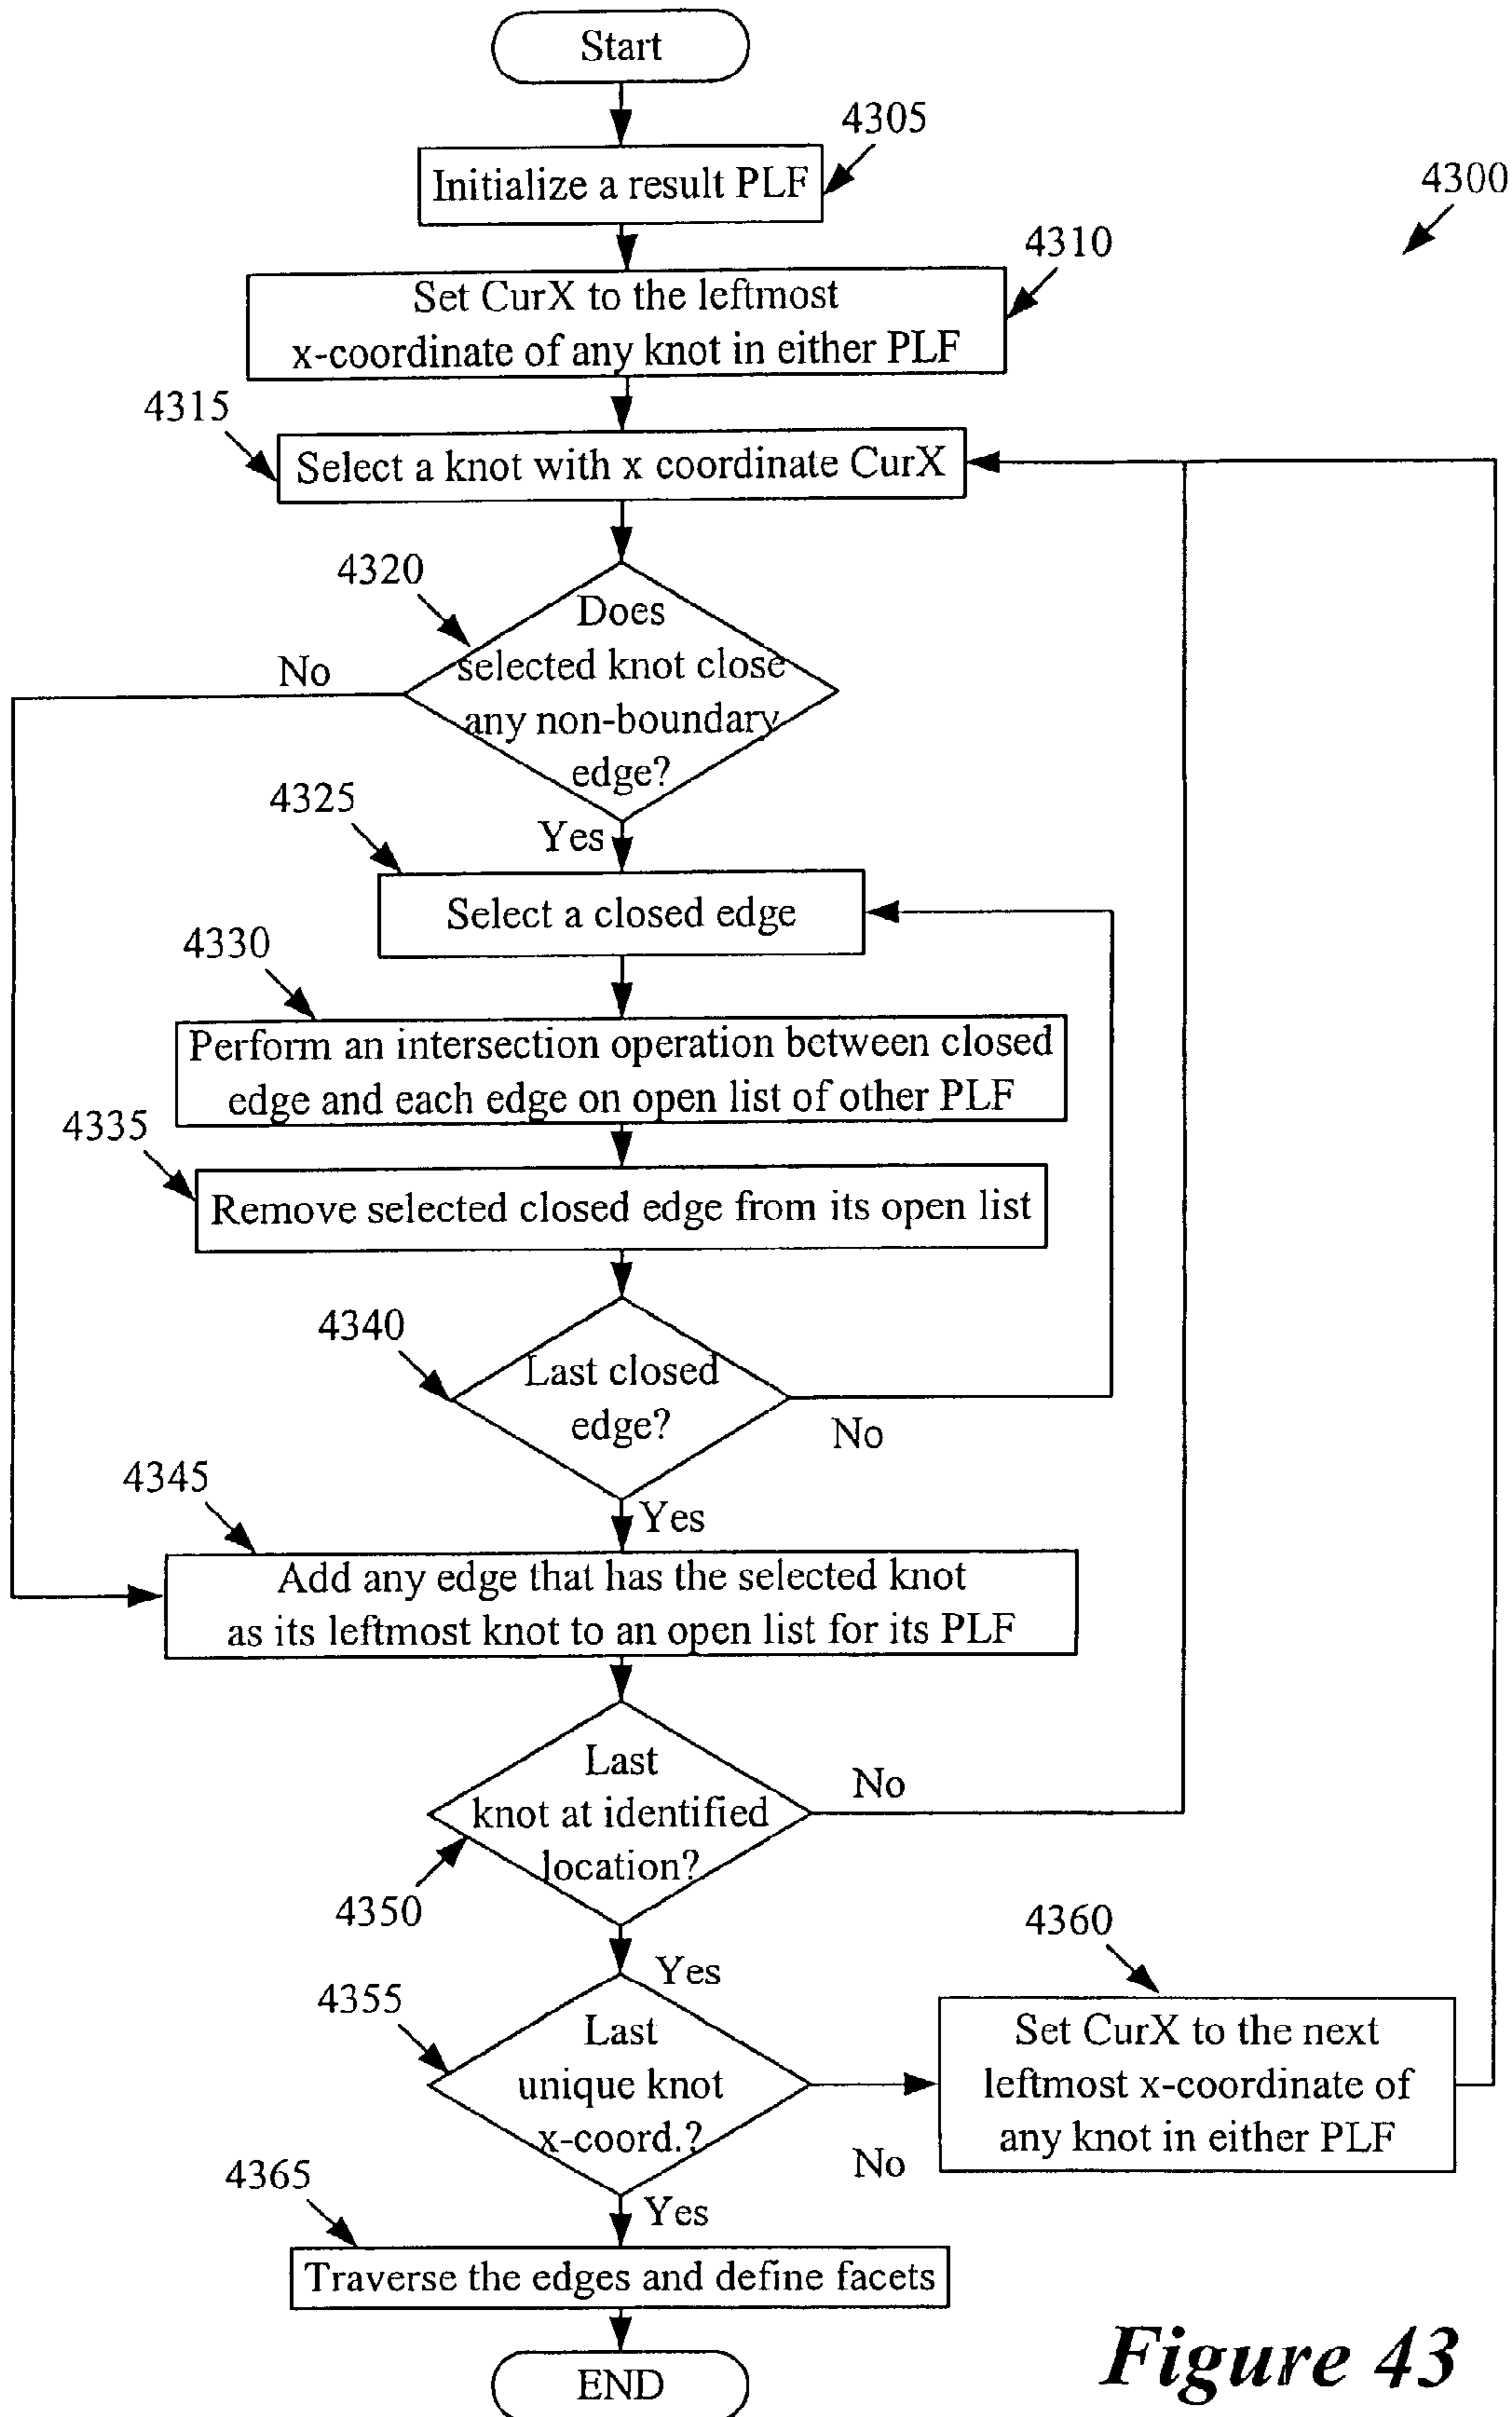 Start
4305
Initialize a result PLF
4300
4310
Set CurX to the leftmost
x-coordinate of any knot in either PLF
4315
Select a knot with x coordinate CurX
4320
Does
selected knot close
any non-boundary
edge?
No
4325
Yes
Select a closed edge
4330
Perform an intersection operation between closed
edge and each edge on open list of other PLF
4335
Remove selected closed edge from its open list
4340
Last closed
edge?
No
4345
Yes
Add any edge that has the selected knot
as its leftmost knot to an open list for its PLF
Last
knot at identified
location?
No
4350
4360
Yes
4355
Last
unique knot
x-coord.?
Set CurX to the next
leftmost x-coordinate of
any knot in either PLF
No
4365
Yes
Traverse the edges and define facets
END
Figure 43